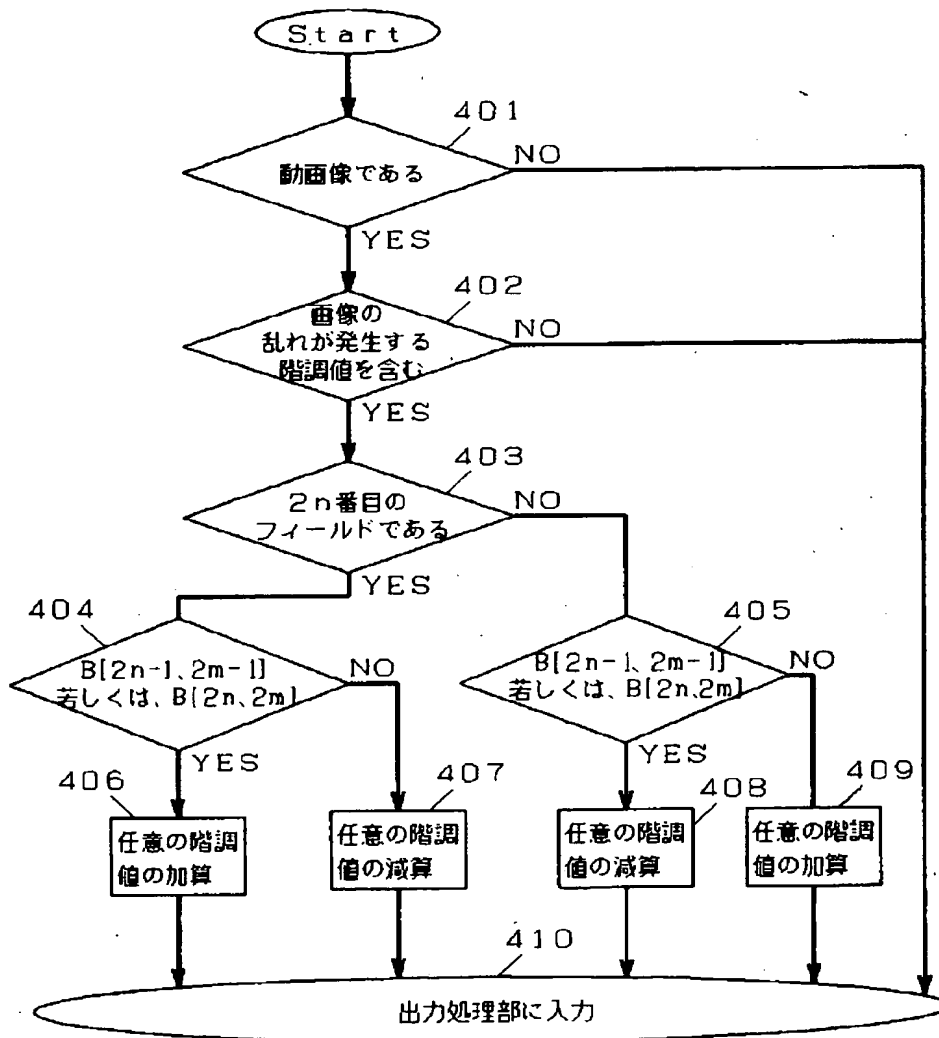 Start
401
動画像である
NO
YES
402
画像の
乱れが発生する
階調値を含む
NO
YES
403
2n番目の
フィールドである
NO
YES
404
B[2n-1、2m-1]
若しくは、B[2n、2m]
NO
YES
405
B[2n-1、2m-1]
若しくは、B[2n、2m]
NO
YES
406
任意の階調
値の加算
407
任意の階調
値の減算
408
任意の階調
値の減算
409
任意の階調
値の加算
410
出力処理部に入力